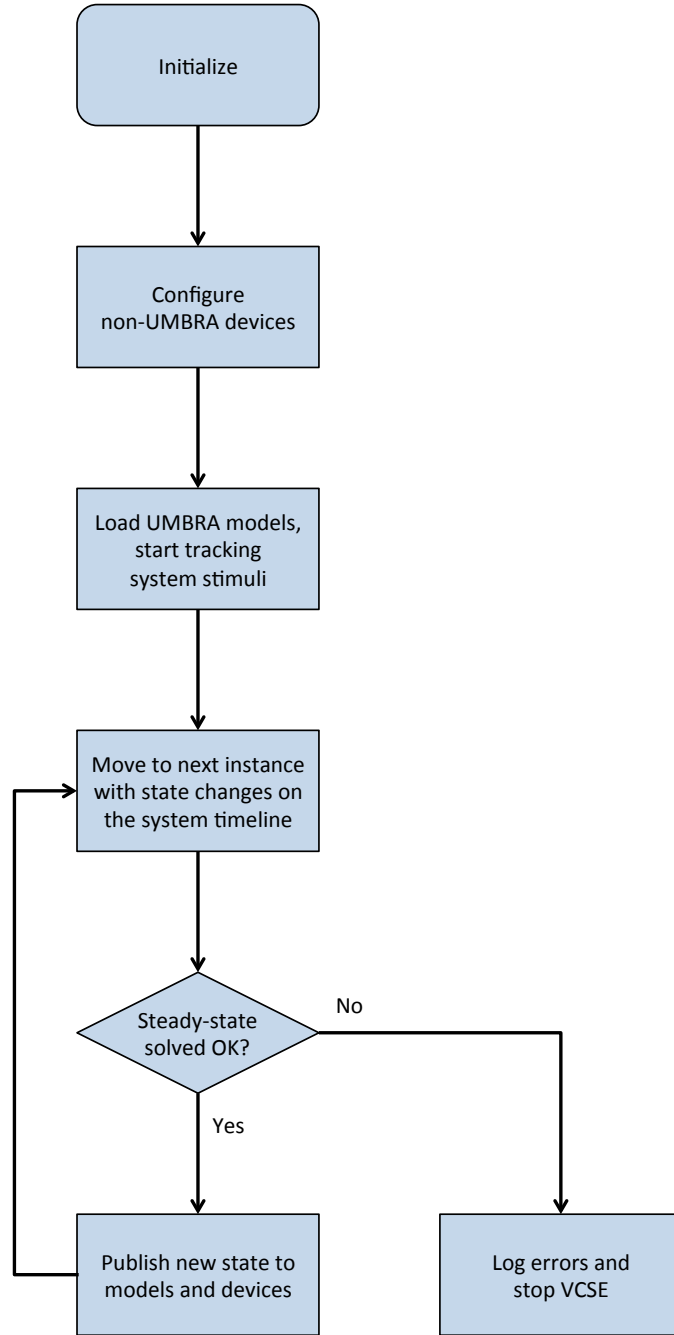 Initialize
Configure
non-UMBRA devices
Load UMBRA models,
start tracking
system stimuli
Move to next instance
with state changes on
the system timeline
Steady-state
solved OK?
No
Yes
Publish new state to
models and devices
Log errors and
stop VCSE